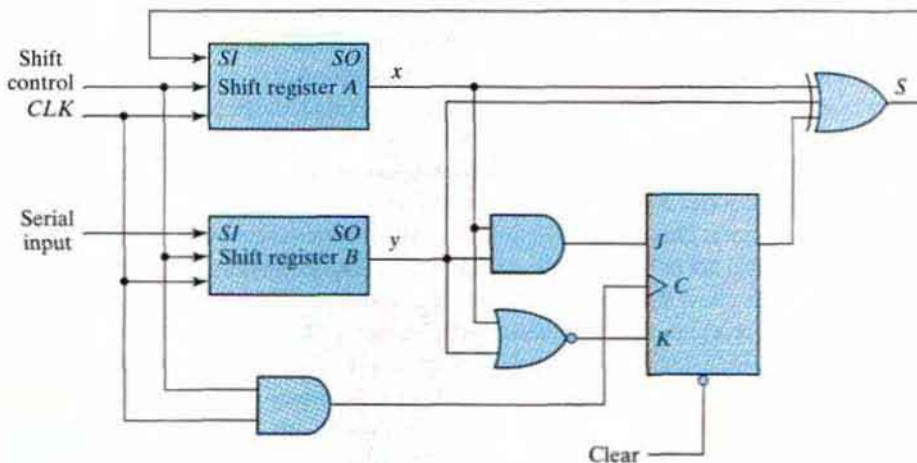 SI SO
Shift register A
x
Shift
control
CLK
S
Serial
input
SI SO
Shift register B
y
J
C
K
Clear